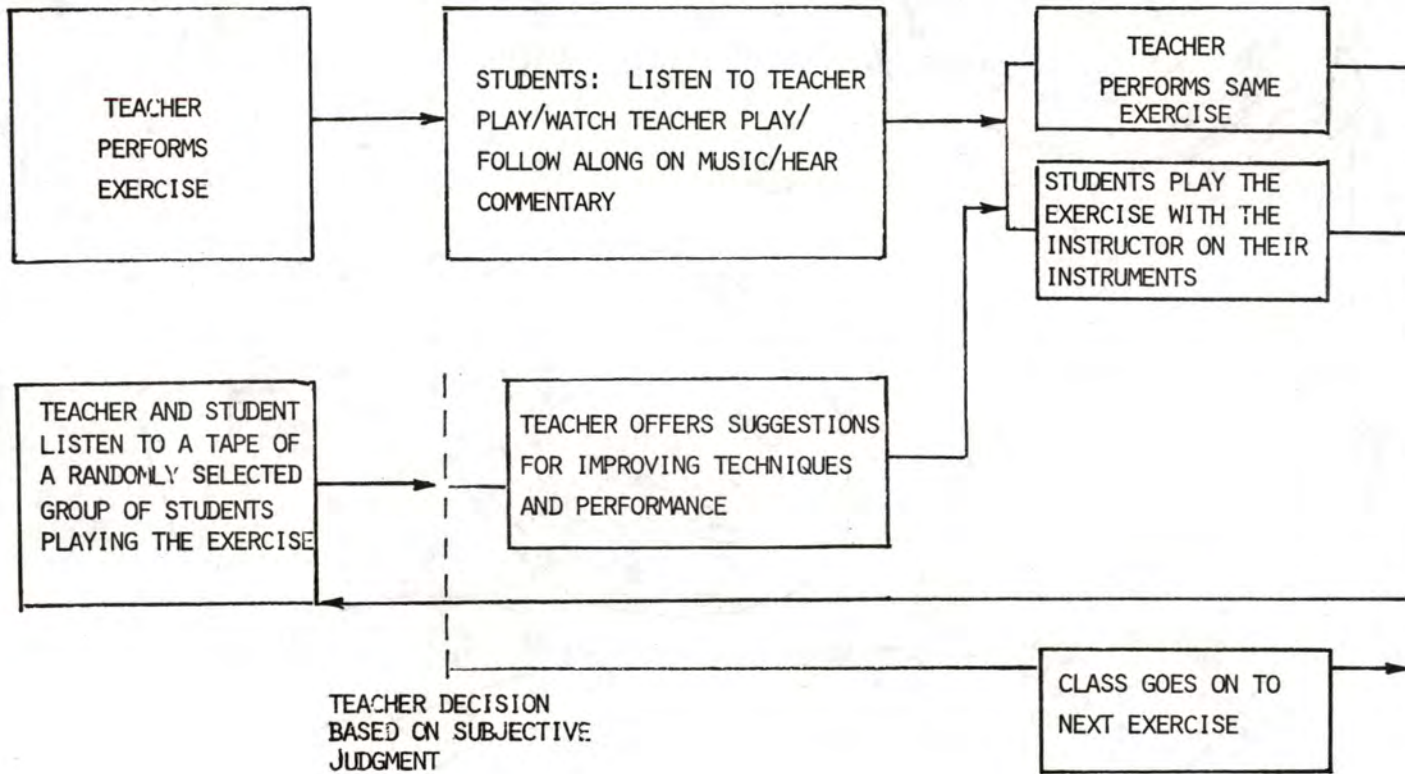 TEACHER
PERFORMS
EXERCISE
STUDENTS: LISTEN TO TEACHER
PLAY/WATCH TEACHER PLAY/
FOLLOW ALONG ON MUSIC/HEAR
COMMENTARY
TEACHER
PERFORMS SAME
EXERCISE
STUDENTS PLAY THE
EXERCISE WITH THE
INSTRUCTOR ON THEIR
INSTRUMENTS
TEACHER AND STUDENT
LISTEN TO A TAPE OF
A RANDOMLY SELECTED
GROUP OF STUDENTS
PLAYING THE EXERCISE
TEACHER OFFERS SUGGESTIONS
FOR IMPROVING TECHNIQUES
AND PERFORMANCE
TEACHER DECISION
BASED ON SUBJECTIVE
JUDGMENT
CLASS GOES ON TO
NEXT EXERCISE